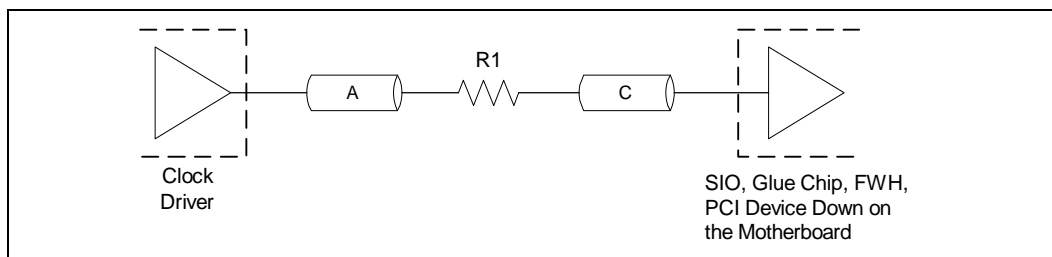 R1
A
C
Clock
Driver
SIO, Glue Chip, FWH,
PCI Device Down on
the Motherboard